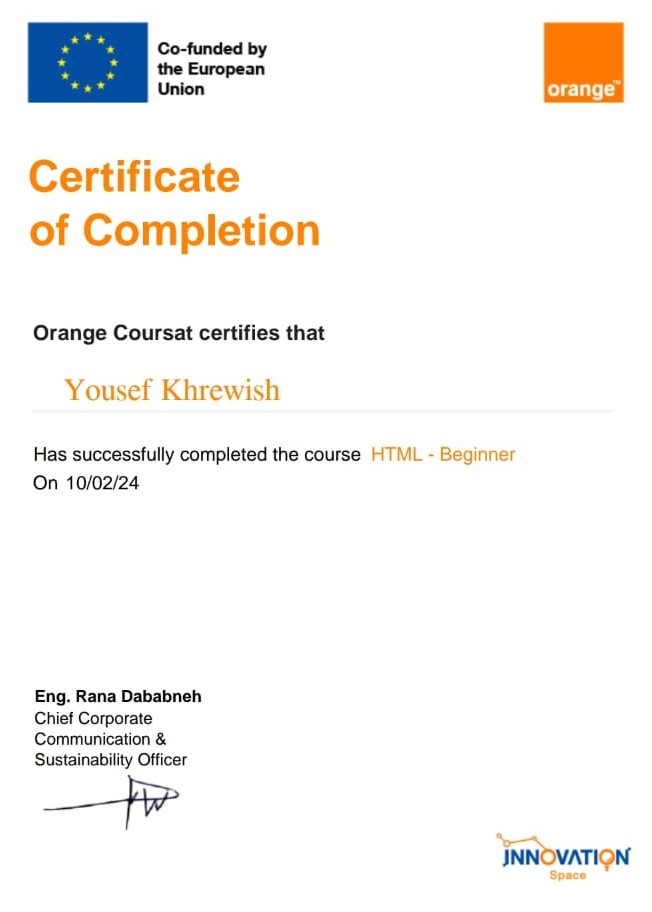 Co-funded by
the European
Union
orange™
Certificate
of Completion
Orange Coursat certifies that
Yousef Khrewish
Has successfully completed the course HTML - Beginner
On 10/02/24
Eng. Rana Dababneh
Chief Corporate
Communication &
Sustainability Officer
INNOVATION
Space